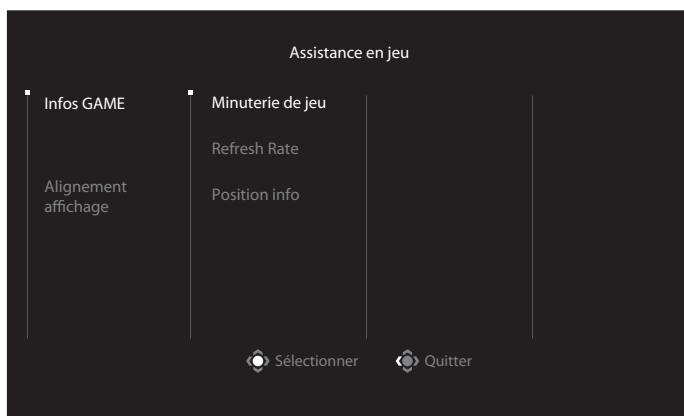 Assistance en jeu
Infos GAME
Alignement
affichage
Minuterie de jeu
Refresh Rate
Position info
Sélectionner
Quitter